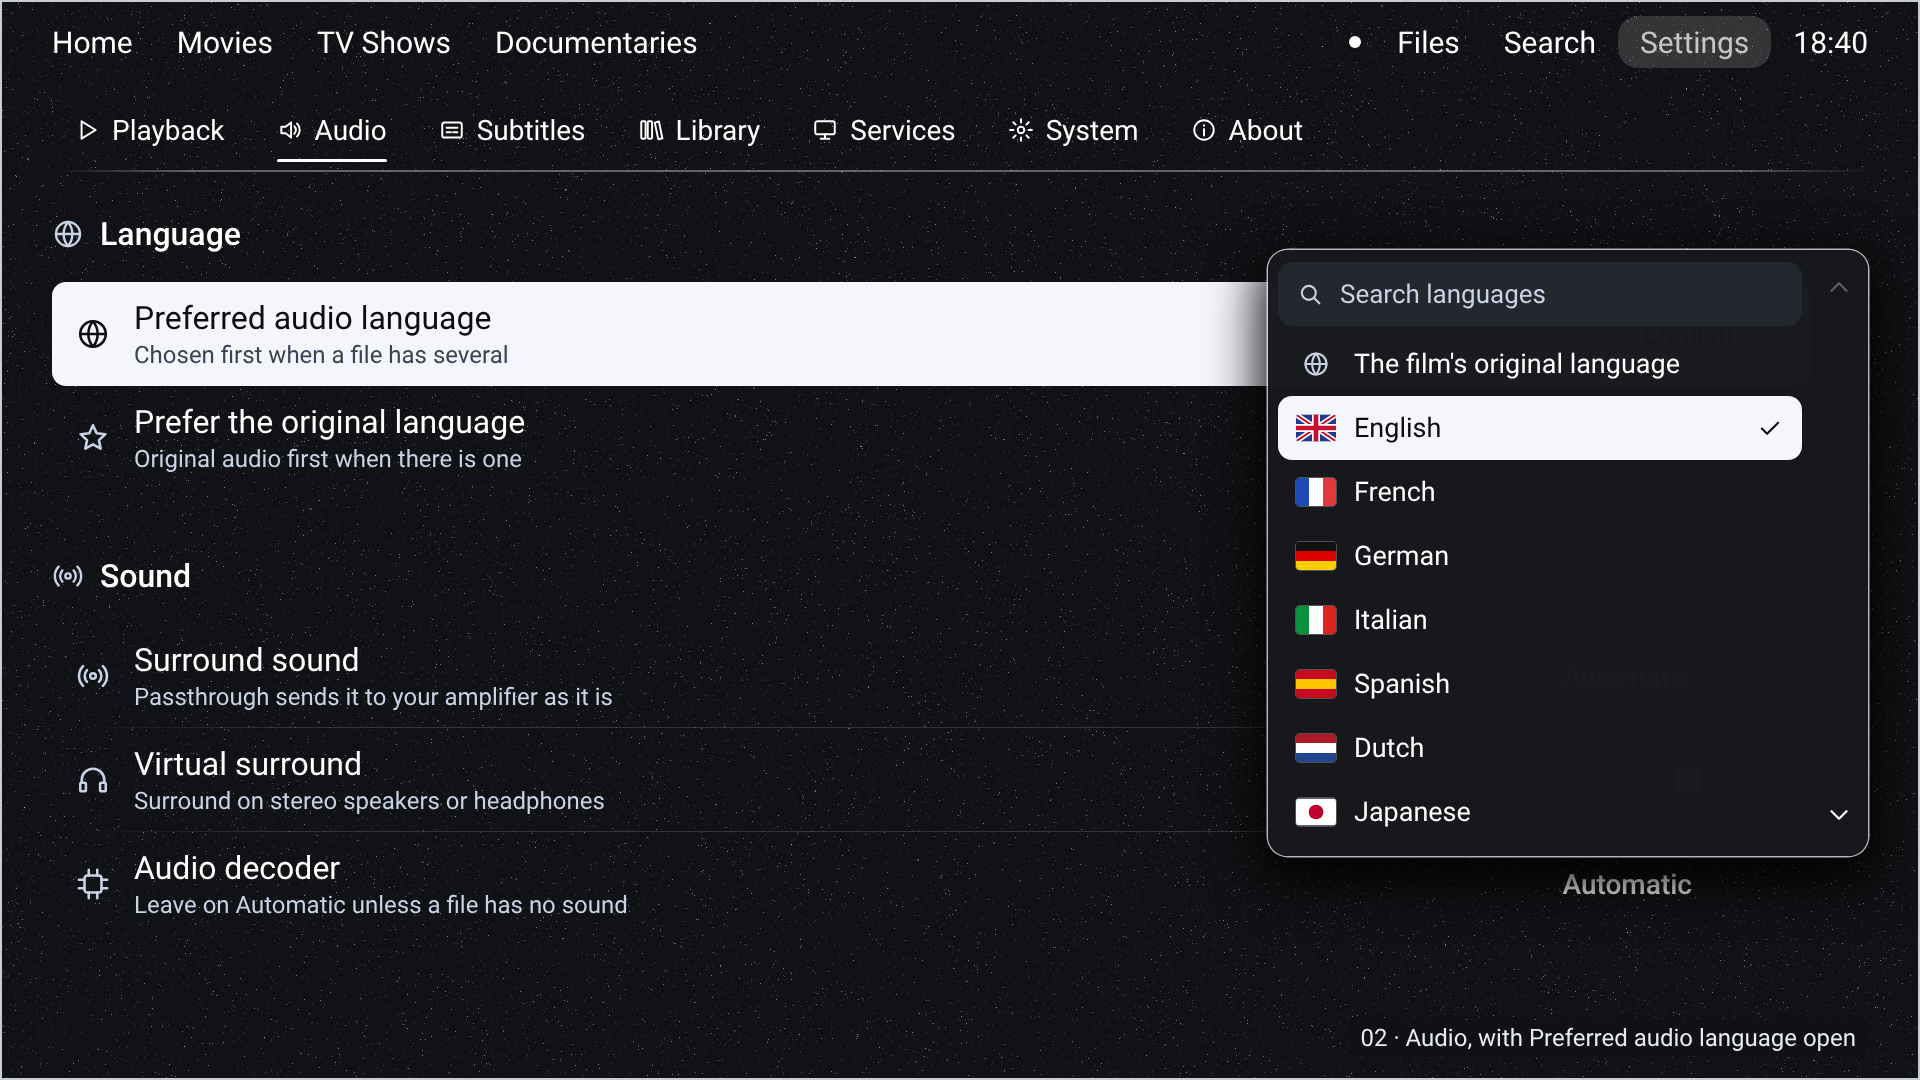 Home Movies TV Shows Documentaries Files Search Settings 18:40
Playback Audio Subtitles Library Services System About
Language
Preferred audio language
Chosen first when a file has several
Prefer the original language
Original audio first when there is one
Sound
Surround sound
Passthrough sends it to your amplifier as it is
Virtual surround
Surround on stereo speakers or headphones
Audio decoder
Leave on Automatic unless a file has no sound
Search languages
English
The film's original language
English
French
German
Italian
Spanish
Automatic
Dutch
Japanese
Automatic
02 · Audio, with Preferred audio language open